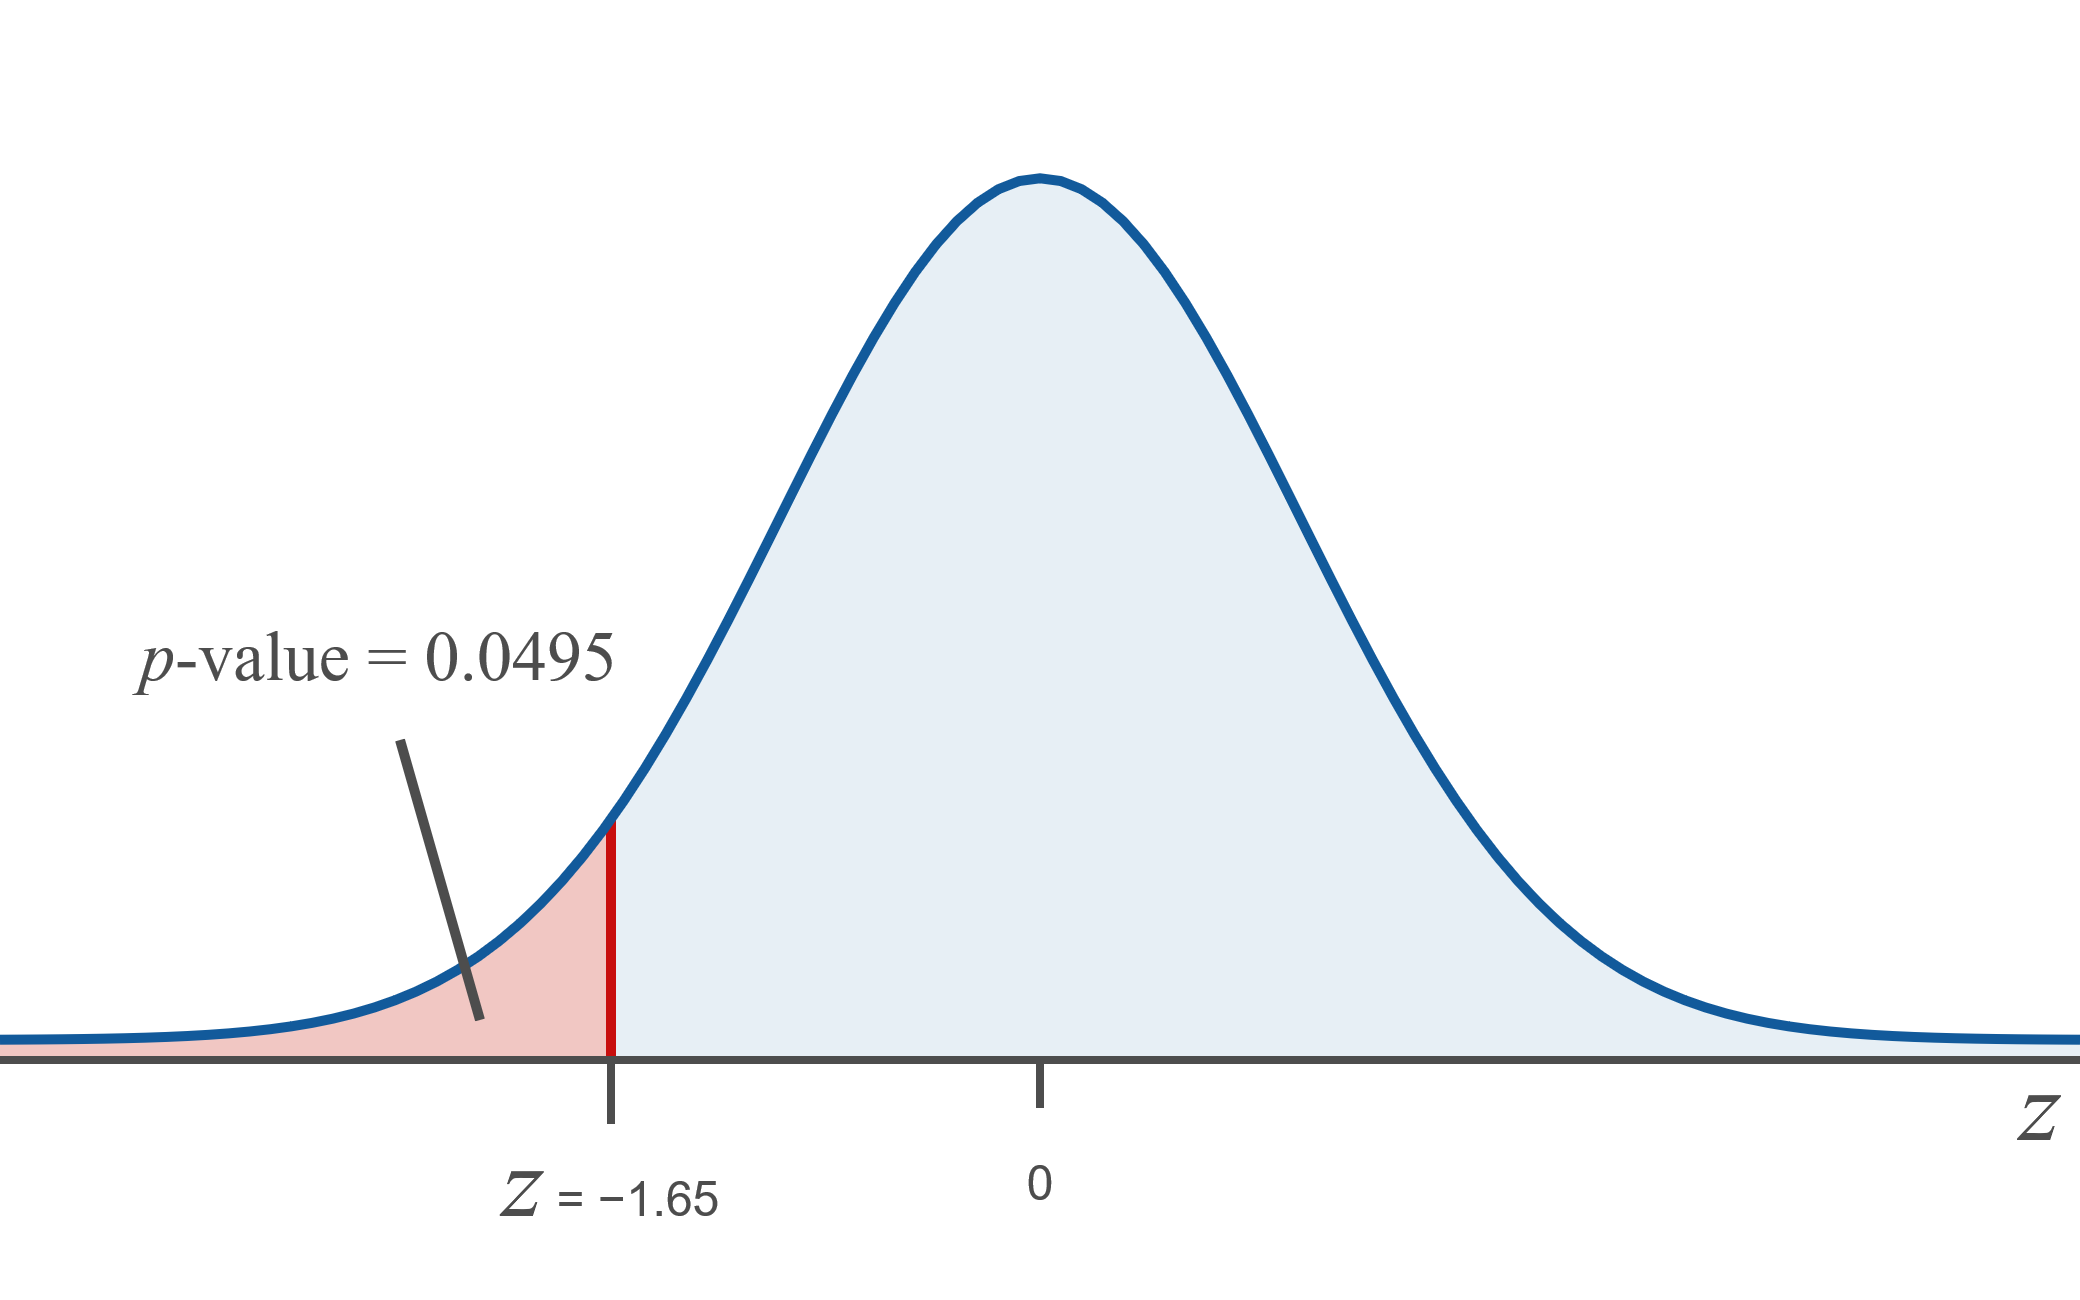 p-value = 0.0495
z
z = −1.65
0